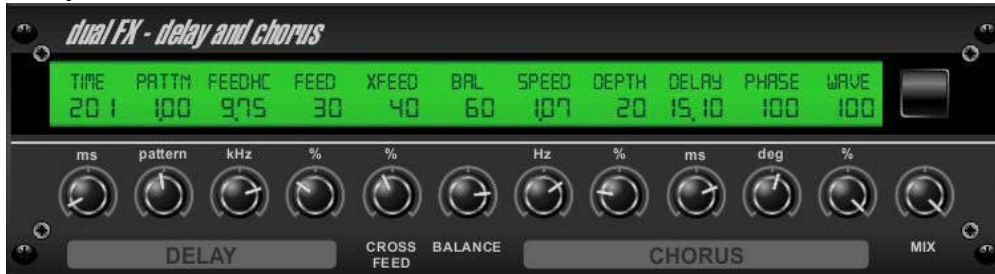 dual FX - delay and chorus
TIME PATTN FEEDHC FEED XFEED BAL SPEED DEPTH DELAY PHASE WAVE
201 1,00 9,75 30 40 60 1,07 20 15,10 100 100
ms pattern kHz % % Hz % ms deg %
DELAY CROSS FEED BALANCE CHORUS MIX